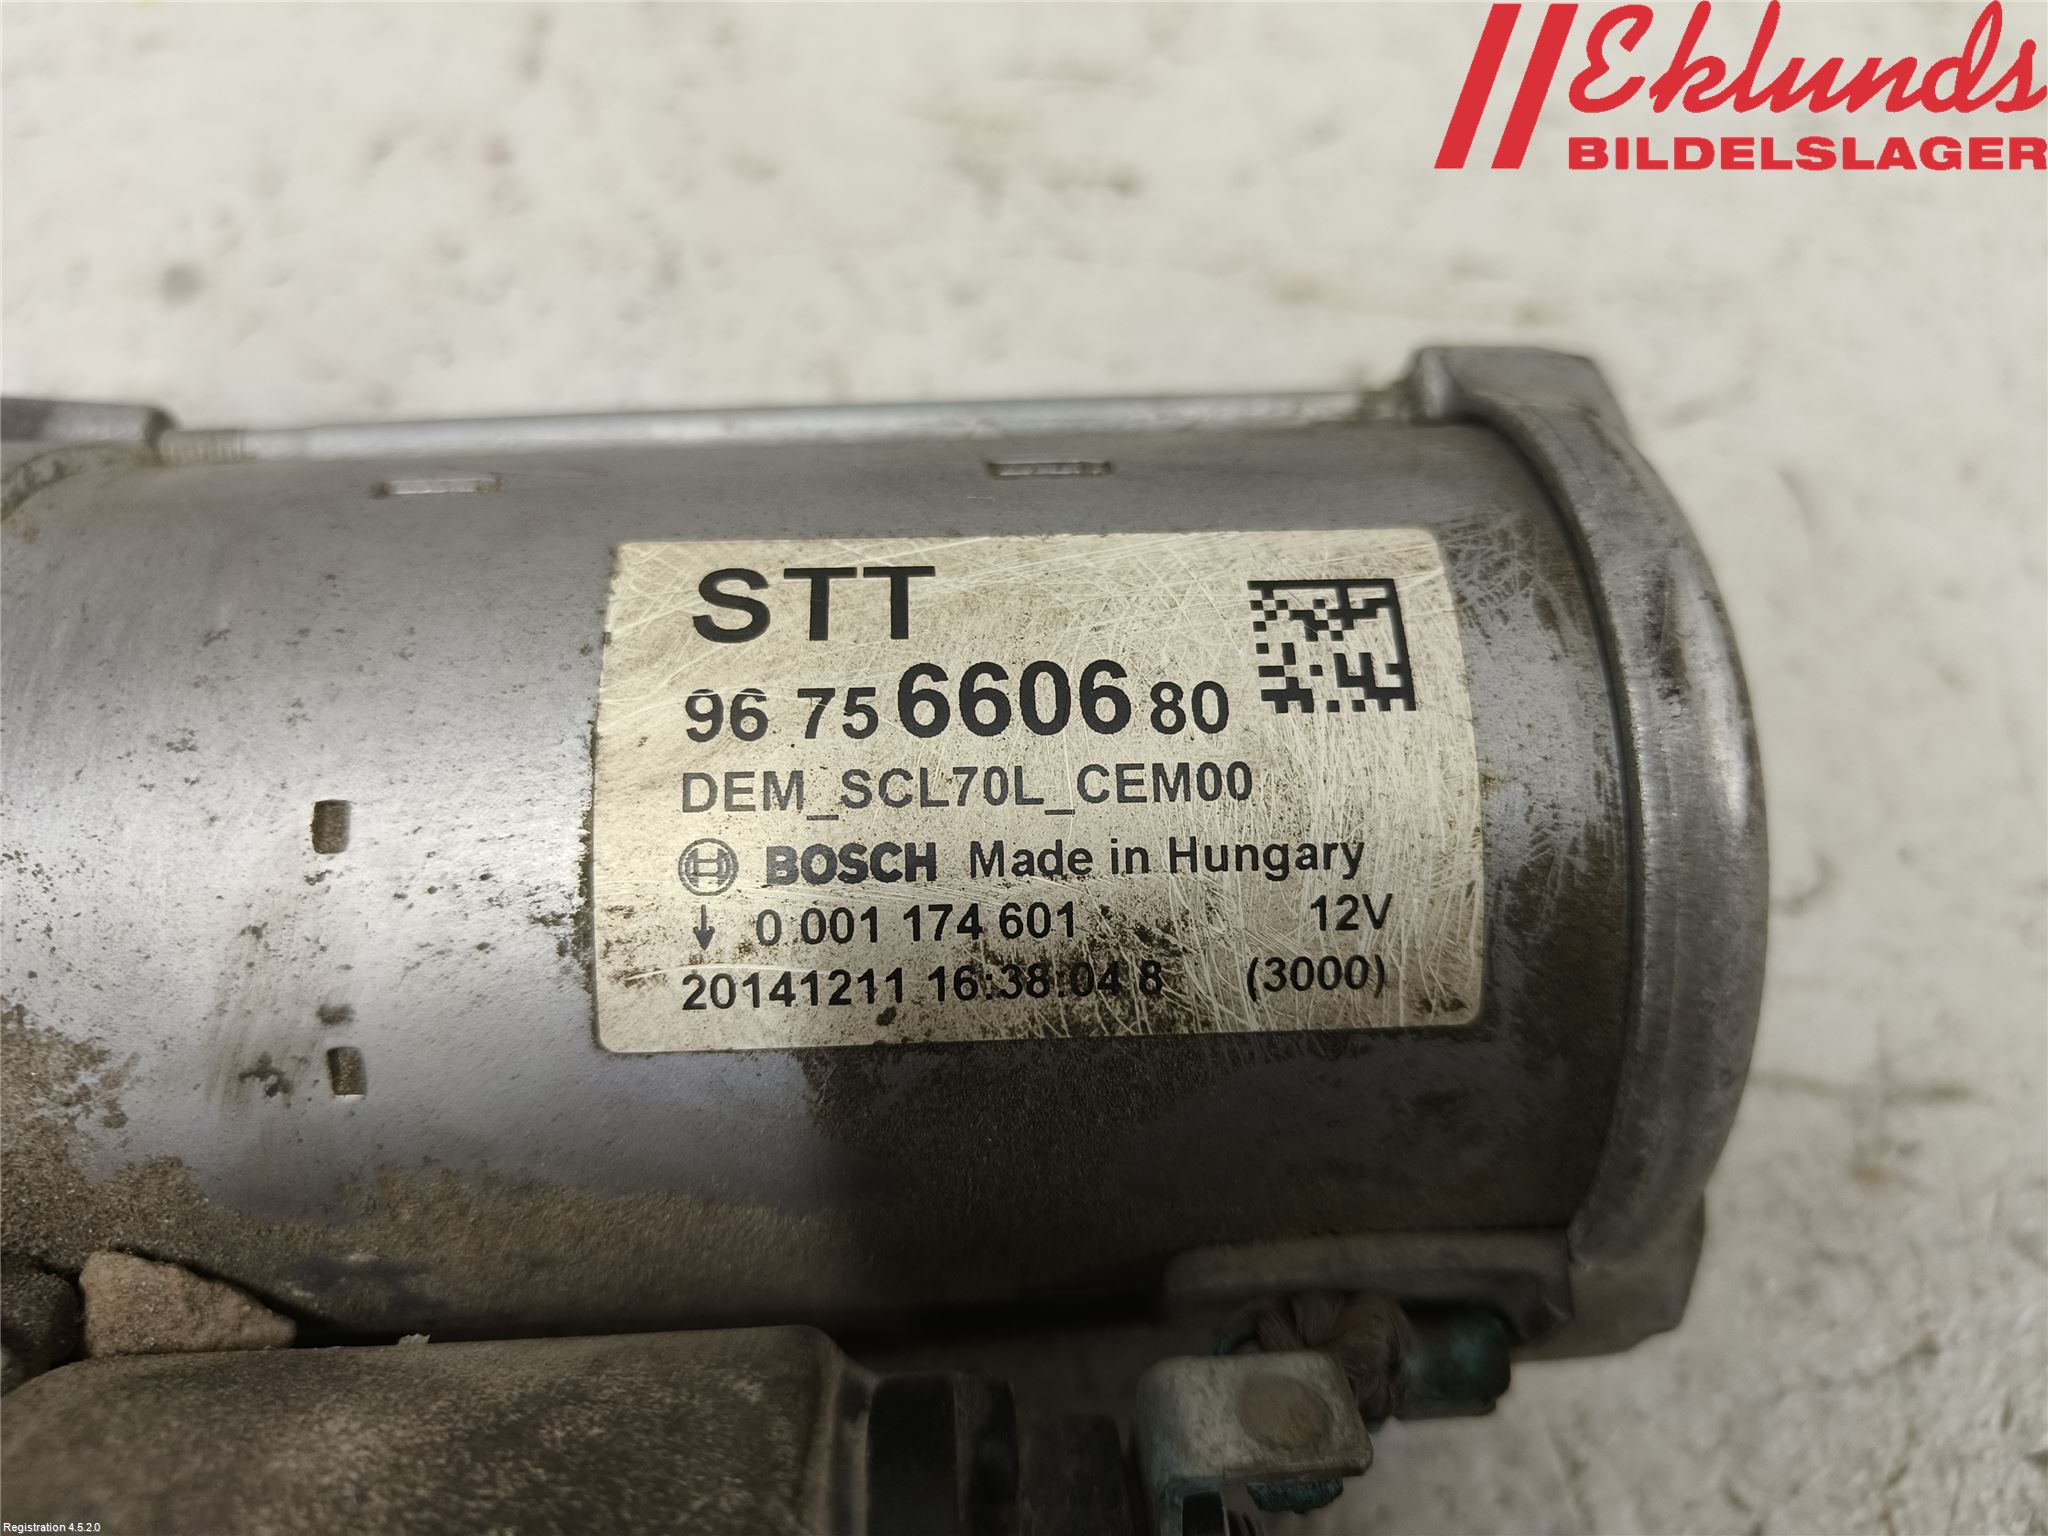 Eklunds
BILDELSLAGER
STT
96 75 6606 80
DEM_SCL70L_CEM00
BOSCH Made in Hungary
0 001 174 601 12V
20141211 16:38:04 8 (3000)
Registration 4.5.2.0